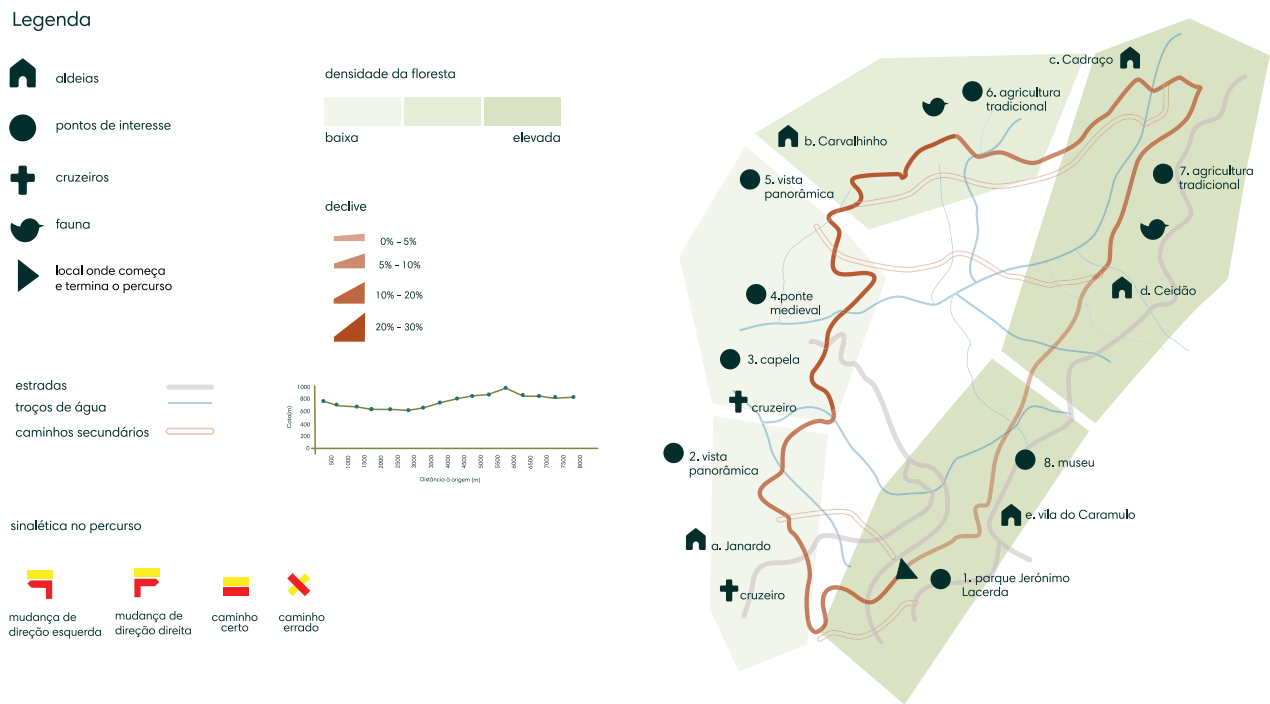 Legenda
aldeias
pontos de interesse
cruzeiros
fauna
local onde começa
e termina o percurso
densidade da floresta
baixa
elevada
declive
0% - 5%
5% - 10%
10% - 20%
20% - 30%
estradas
troços de água
caminhos secundários
Cota(m)
1000
800
600
400
200
0
500
1000
1500
2000
2500
3000
3500
4000
4500
5000
5500
6000
6500
7000
7500
8000
Distância à origem (m)
sinalética no percurso
mudança de
direção esquerda
mudança de
direção direita
caminho
certo
caminho
errado
c. Cadraço
6. agricultura
tradicional
b. Carvalhinho
5. vista
panorâmica
7. agricultura
tradicional
d. Ceidão
4.ponte
medieval
3. capela
cruzeiro
2. vista
panorâmica
8. museu
e. vila do Caramulo
a. Janardo
cruzeiro
1. parque Jerónimo
Lacerda